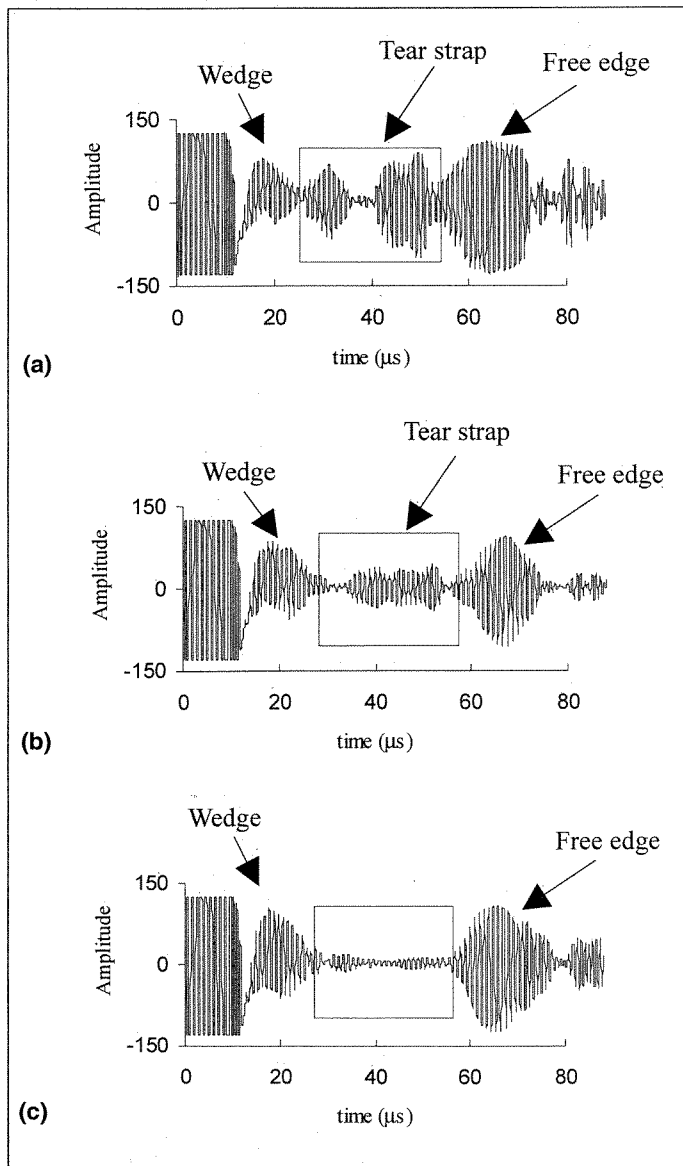 Wedge
Tear strap
Free edge
150
0
-150
Amplitude
0 20 40 60 80
time (μs)
(a)
Tear strap
Wedge
Free edge
150
0
-150
Amplitude
0 20 40 60 80
time (μs)
(b)
Wedge
Free edge
150
0
-150
Amplitude
0 20 40 60 80
time (μs)
(c)